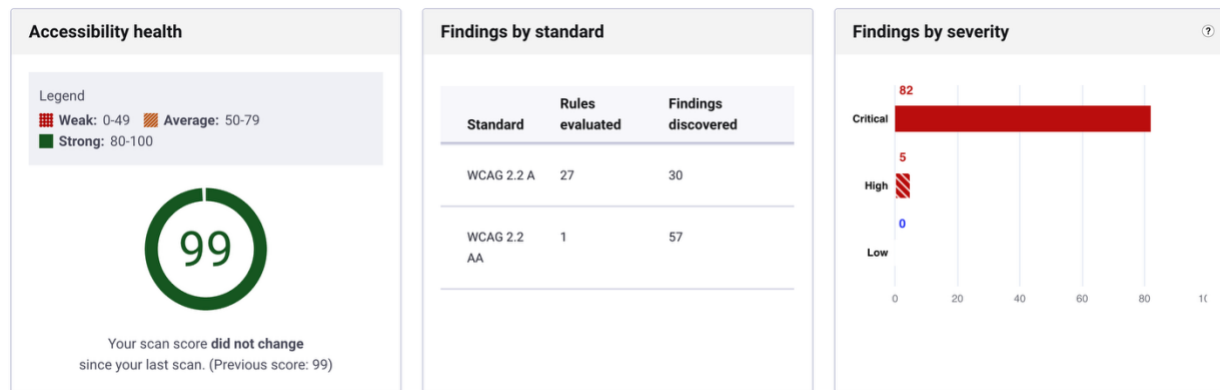 Accessibility health
Legend
Weak: 0-49 Average: 50-79
Strong: 80-100
99
Your scan score did not change
since your last scan. (Previous score: 99)
Findings by standard
Standard Rules evaluated Findings discovered
WCAG 2.2 A 27 30
WCAG 2.2 AA 1 57
Findings by severity ?
82
Critical
5
High
0
Low
0 20 40 60 80